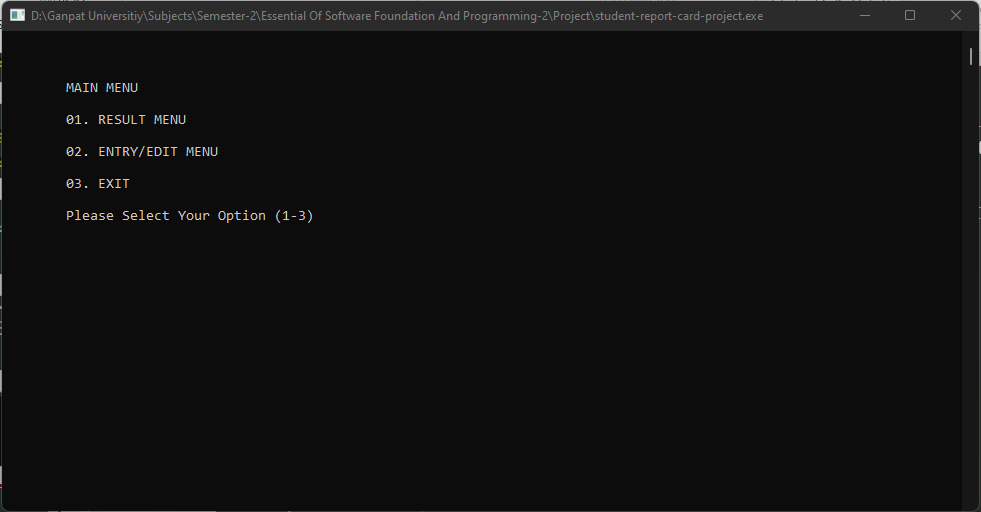 D:\Ganpat Universitiy\Subjects\Semester-2\Essential Of Software Foundation And Programming-2\Project\student-report-card-project.exe
MAIN MENU
01. RESULT MENU
02. ENTRY/EDIT MENU
03. EXIT
Please Select Your Option (1-3)